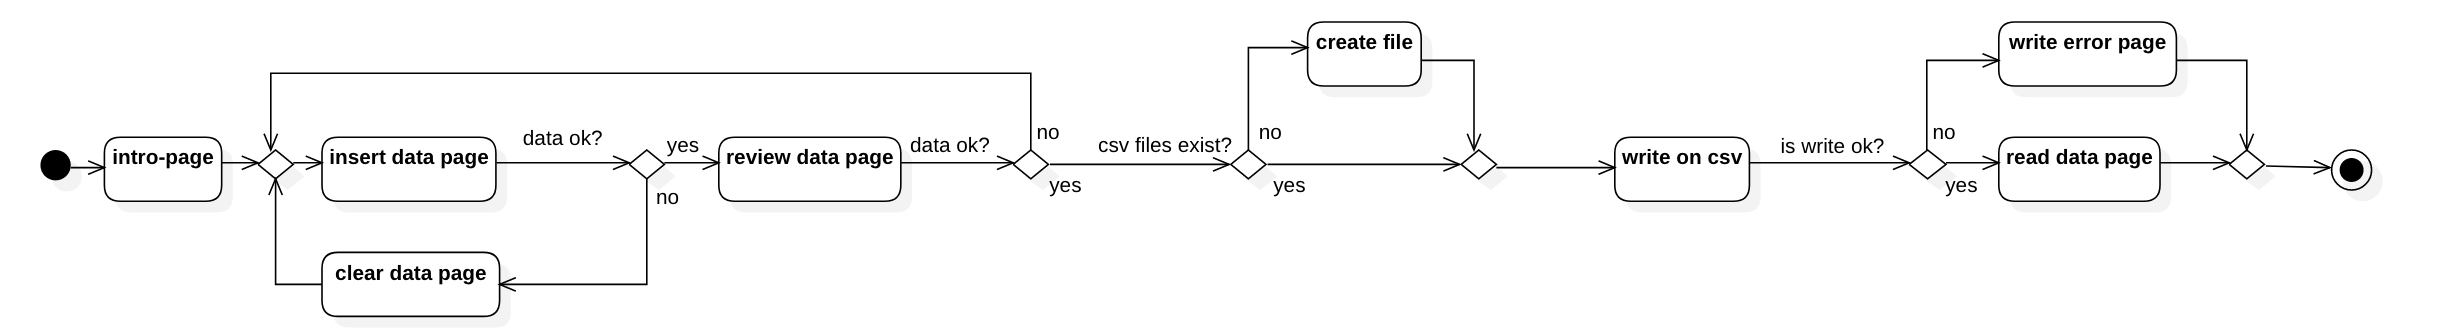 intro-page
insert data page
data ok?
yes
no
clear data page
review data page
data ok?
no
yes
csv files exist?
no
yes
create file
write on csv
is write ok?
no
yes
write error page
read data page